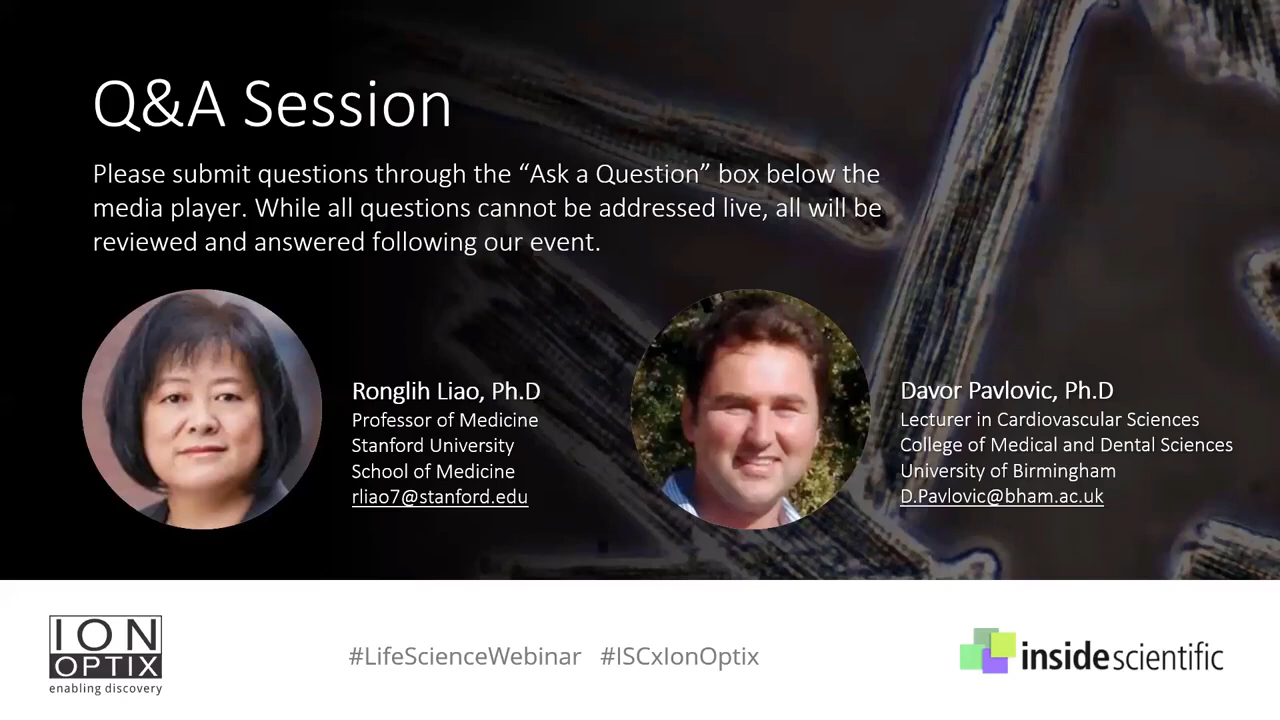 Q&A Session
Please submit questions through the “Ask a Question” box below the
media player. While all questions cannot be addressed live, all will be
reviewed and answered following our event.
Ronglih Liao, Ph.D
Professor of Medicine
Stanford University
School of Medicine
rliao7@stanford.edu
Davor Pavlovic, Ph.D
Lecturer in Cardiovascular Sciences
College of Medical and Dental Sciences
University of Birmingham
D.Pavlovic@bham.ac.uk
ION
OPTIX
enabling discovery
#LifeScienceWebinar #ISCxIonOptix
insidescientific